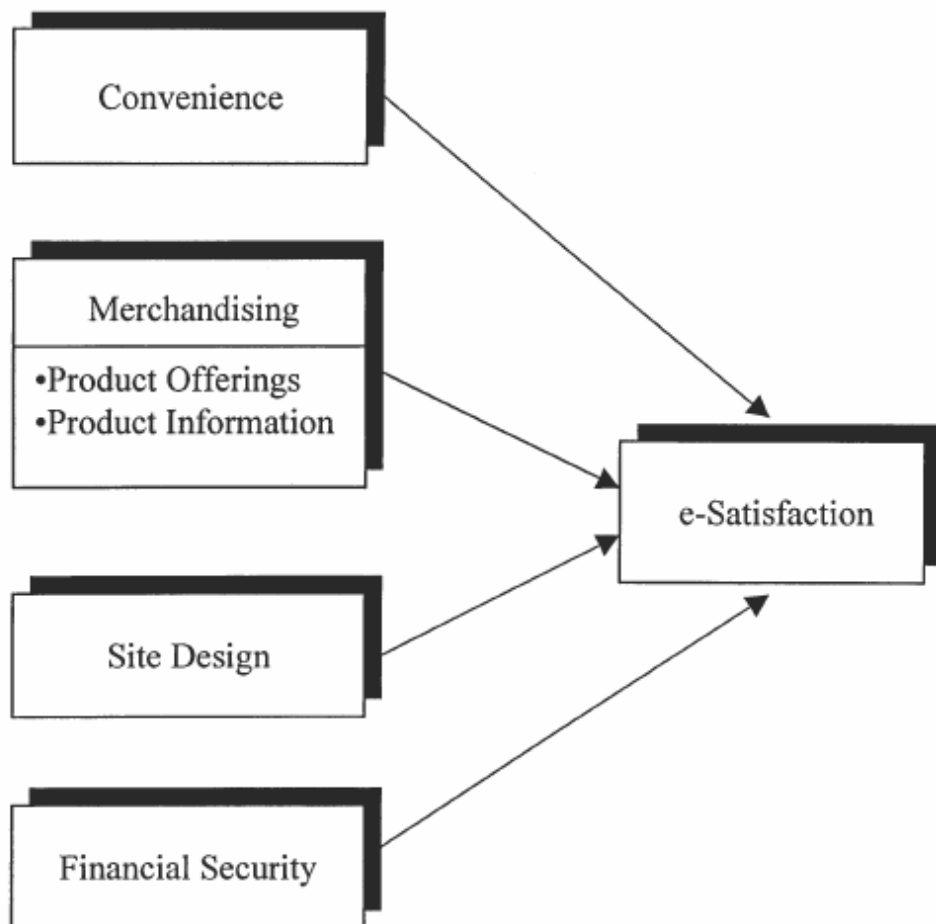 Convenience
Merchandising
•Product Offerings
•Product Information
e-Satisfaction
Site Design
Financial Security